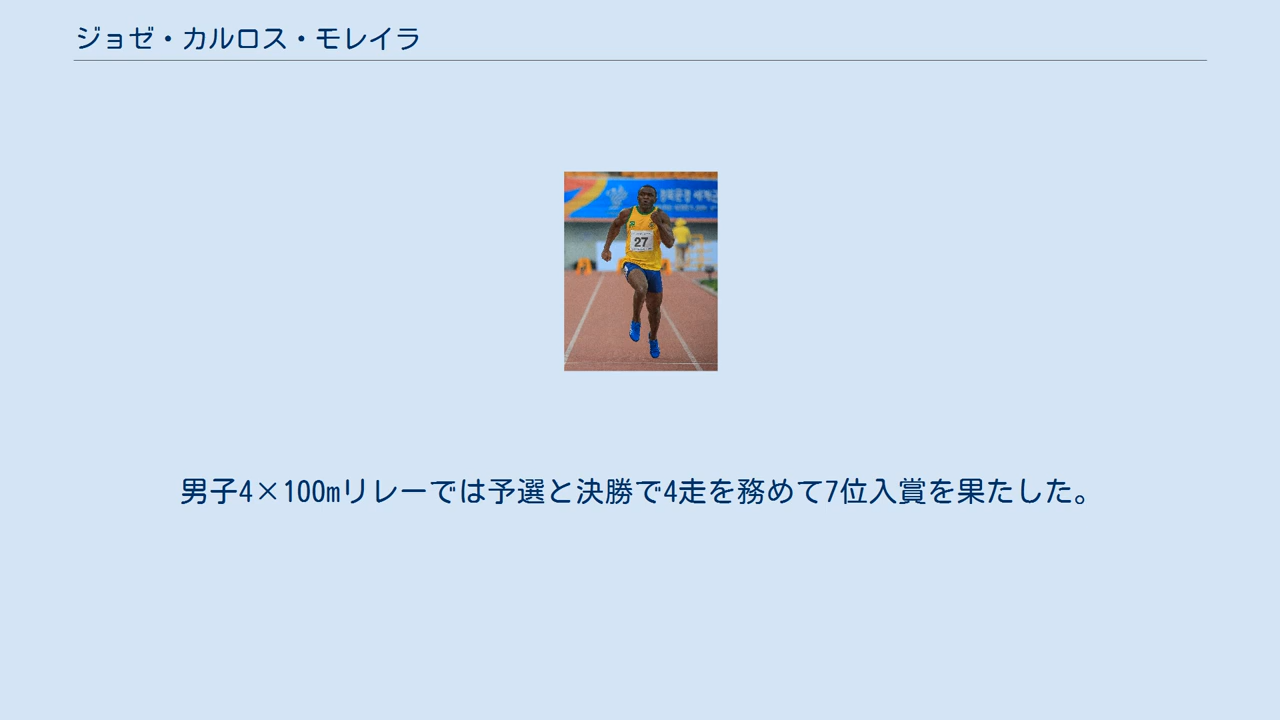 ジョゼ・カルロス・モレイラ
27
男子4×100mリレーでは予選と決勝で4走を務めて7位入賞を果たした。